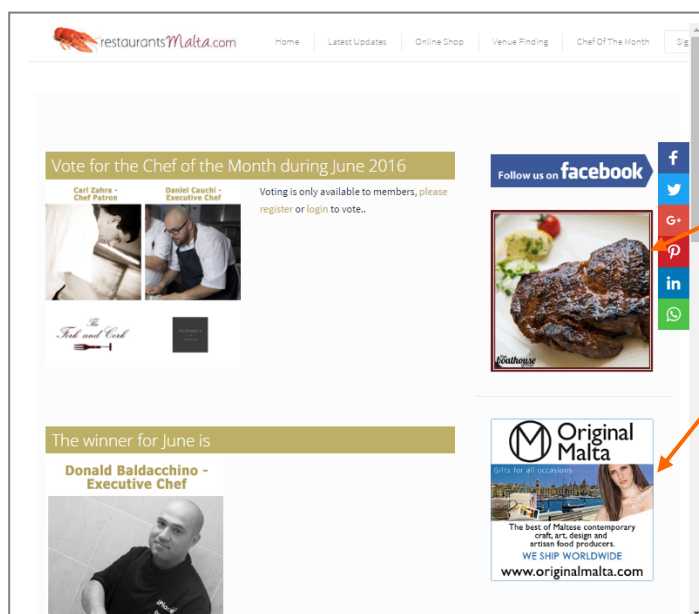 restaurantsMalta.com
Home
Latest Updates
Online Shop
Venue Finding
Chef Of The Month
Sig
Vote for the Chef of the Month during June 2016
Carl Zahra -
Chef Patron
Daniel Cauchi -
Executive Chef
Voting is only available to members, please
register or login to vote..
The
Fork and Cork
The winner for June is
Donald Baldacchino -
Executive Chef
Follow us on facebook
f
G+
in
Boathouse
M Original
Malta
Gifts for all occasions
The best of Maltese contemporary
craft, art, design and
artisan food producers.
WE SHIP WORLDWIDE
www.originalmalta.com